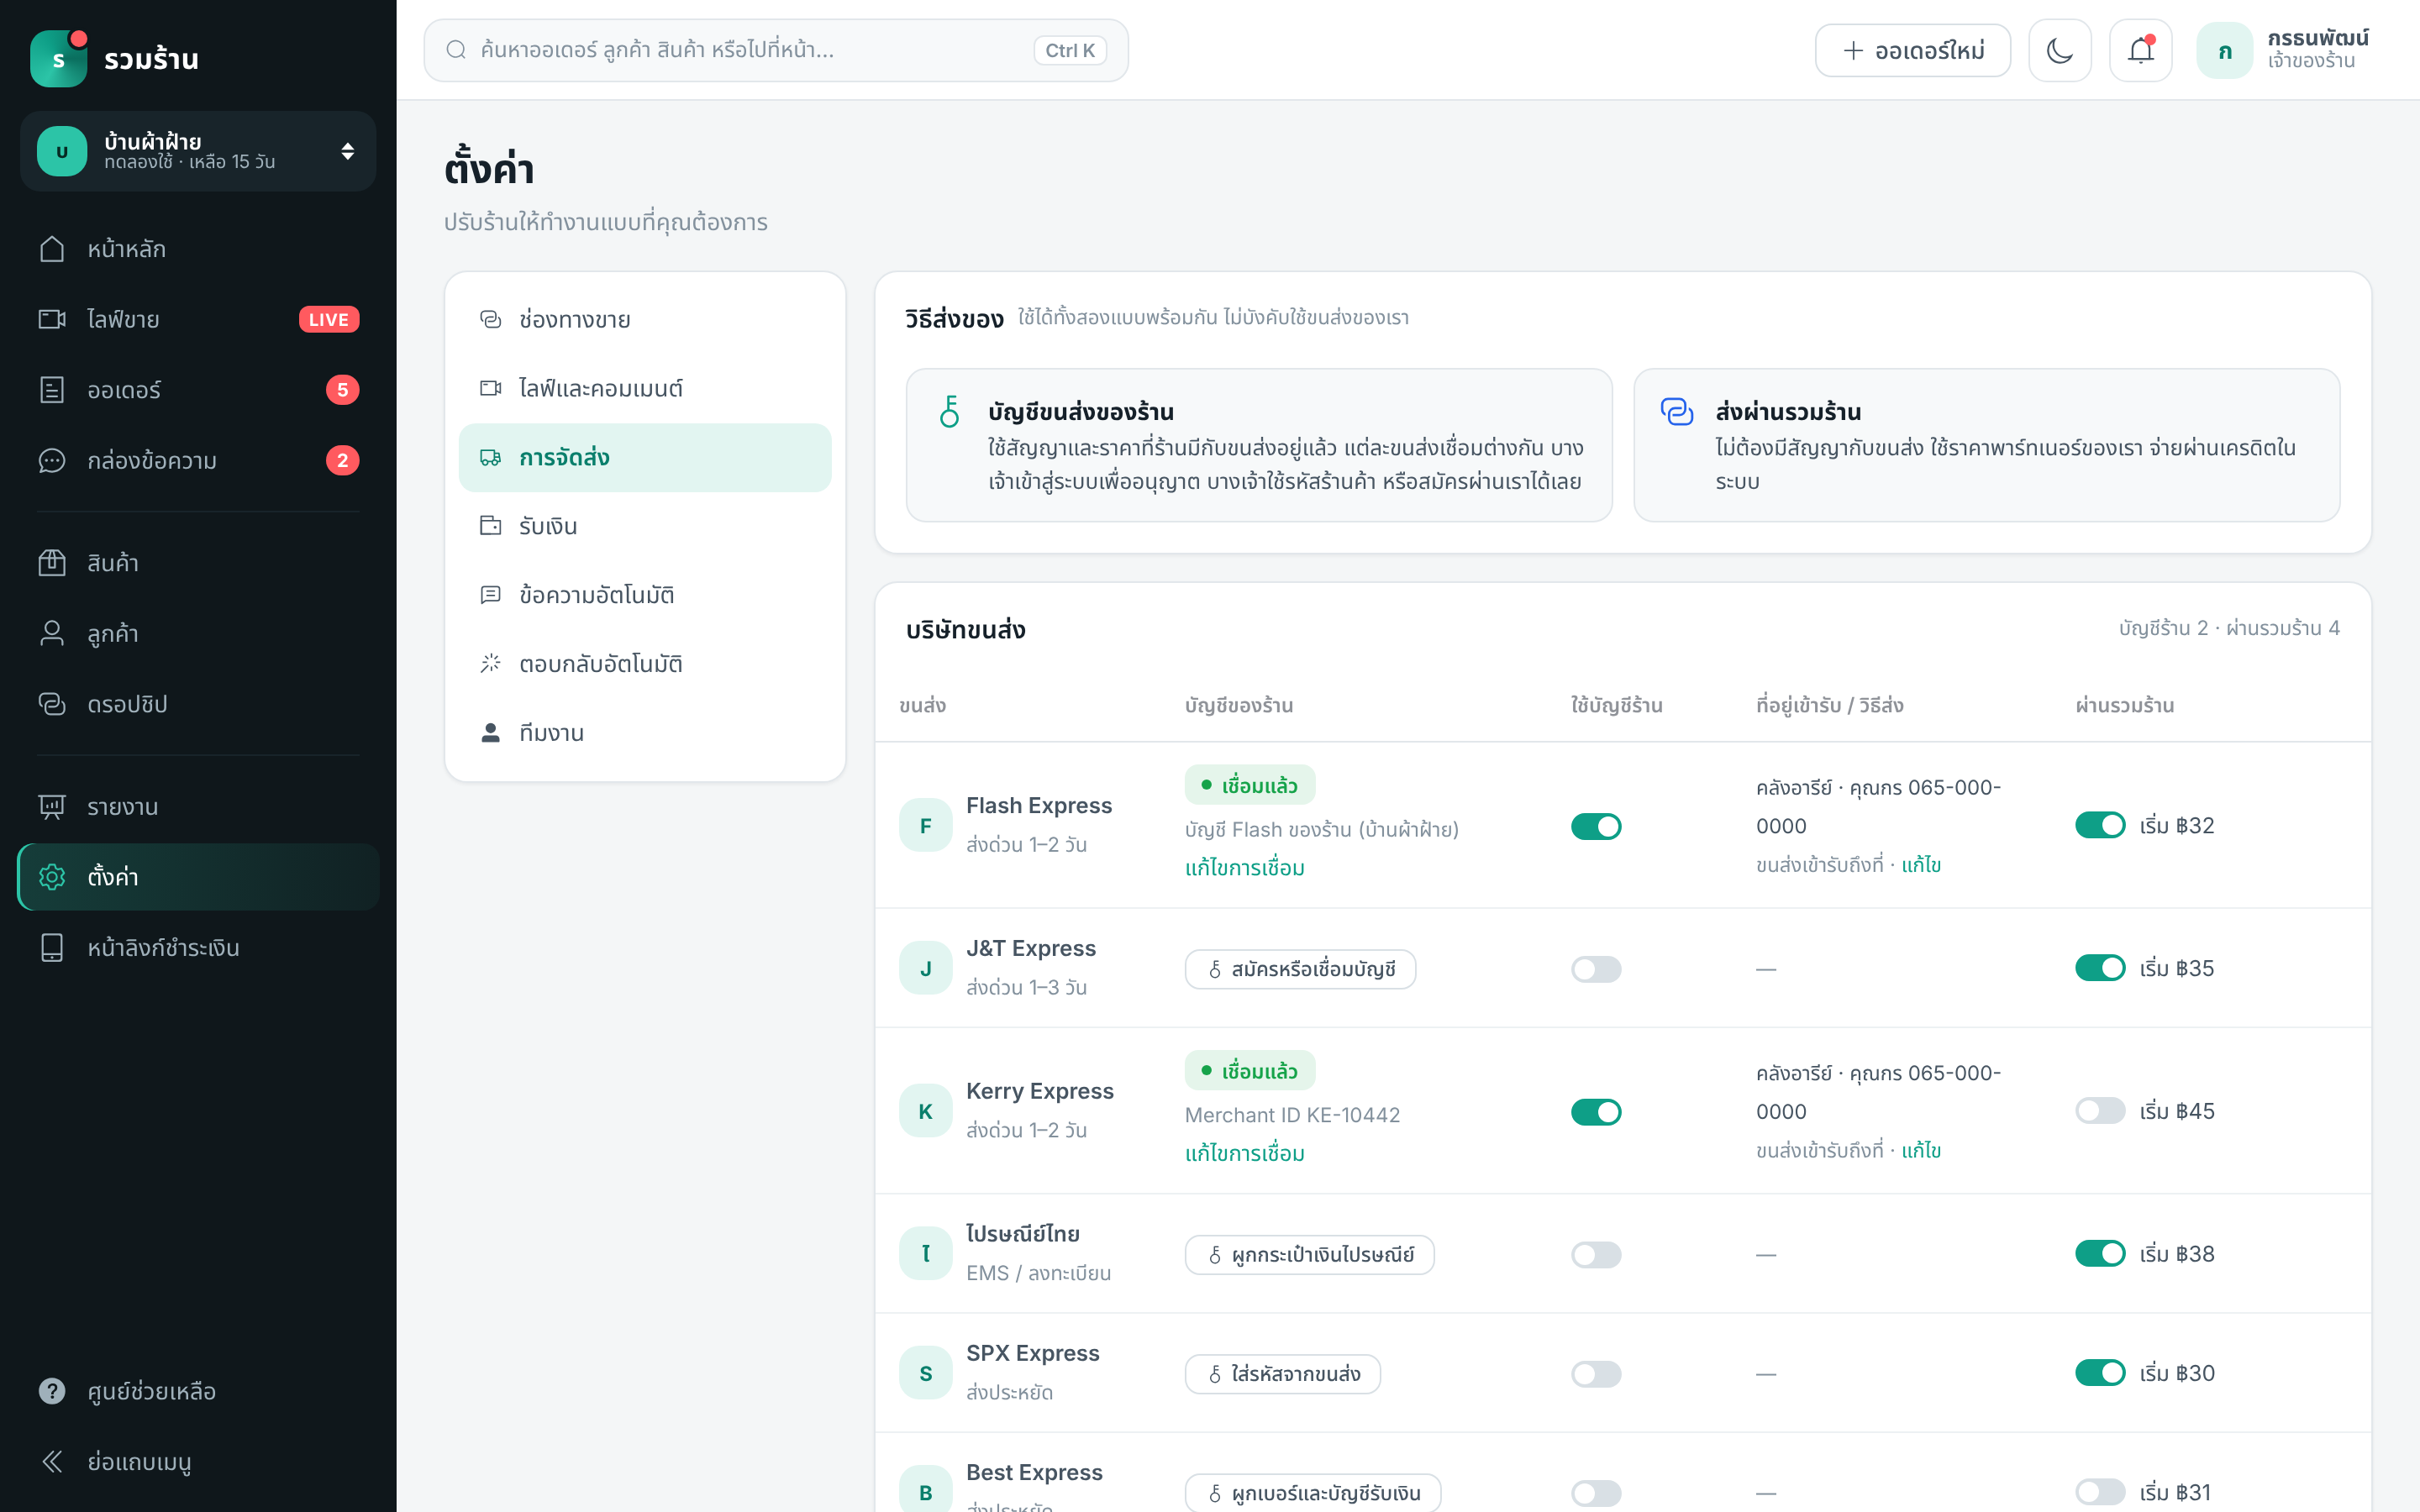 s
รวมร้าน
บ
บ้านผ้าฝ้าย
ทดลองใช้ · เหลือ 15 วัน
หน้าหลัก
ไลฟ์ขาย
LIVE
ออเดอร์
5
กล่องข้อความ
2
สินค้า
ลูกค้า
ดรอปชิป
รายงาน
ตั้งค่า
หน้าลิงก์ชำระเงิน
ศูนย์ช่วยเหลือ
ย่อแถบเมนู
ค้นหาออเดอร์ ลูกค้า สินค้า หรือไปที่หน้า...
Ctrl K
ออเดอร์ใหม่
ก
กรธนพัฒน์
เจ้าของร้าน
ตั้งค่า
ปรับร้านให้ทำงานแบบที่คุณต้องการ
ช่องทางขาย
ไลฟ์และคอมเมนต์
การจัดส่ง
รับเงิน
ข้อความอัตโนมัติ
ตอบกลับอัตโนมัติ
ทีมงาน
วิธีส่งของ ใช้ได้ทั้งสองแบบพร้อมกัน ไม่บังคับใช้ขนส่งของเรา
บัญชีขนส่งของร้าน
ใช้สัญญาและราคาที่ร้านมีกับขนส่งอยู่แล้ว แต่ละขนส่งเชื่อมต่างกัน บาง
เจ้าเข้าสู่ระบบเพื่ออนุญาต บางเจ้าใช้รหัสร้านค้า หรือสมัครผ่านเราได้เลย
ส่งผ่านรวมร้าน
ไม่ต้องมีสัญญากับขนส่ง ใช้ราคาพาร์ทเนอร์ของเรา จ่ายผ่านเครดิตใน
ระบบ
บริษัทขนส่ง
บัญชีร้าน 2 · ผ่านรวมร้าน 4
ขนส่ง
บัญชีของร้าน
ใช้บัญชีร้าน
ที่อยู่เข้ารับ / วิธีส่ง
ผ่านรวมร้าน
F
Flash Express
ส่งด่วน 1–2 วัน
เชื่อมแล้ว
บัญชี Flash ของร้าน (บ้านผ้าฝ้าย)
แก้ไขการเชื่อม
คลังอารีย์ · คุณกร 065-000-
0000
ขนส่งเข้ารับถึงที่ · แก้ไข
เริ่ม ฿32
J
J&T Express
ส่งด่วน 1–3 วัน
สมัครหรือเชื่อมบัญชี
—
เริ่ม ฿35
K
Kerry Express
ส่งด่วน 1–2 วัน
เชื่อมแล้ว
Merchant ID KE-10442
แก้ไขการเชื่อม
คลังอารีย์ · คุณกร 065-000-
0000
ขนส่งเข้ารับถึงที่ · แก้ไข
เริ่ม ฿45
ไ
ไปรษณีย์ไทย
EMS / ลงทะเบียน
ผูกกระเป๋าเงินไปรษณีย์
—
เริ่ม ฿38
S
SPX Express
ส่งประหยัด
ใส่รหัสจากขนส่ง
—
เริ่ม ฿30
B
Best Express
ส่งประหยัด
ผูกเบอร์และบัญชีรับเงิน
—
เริ่ม ฿31